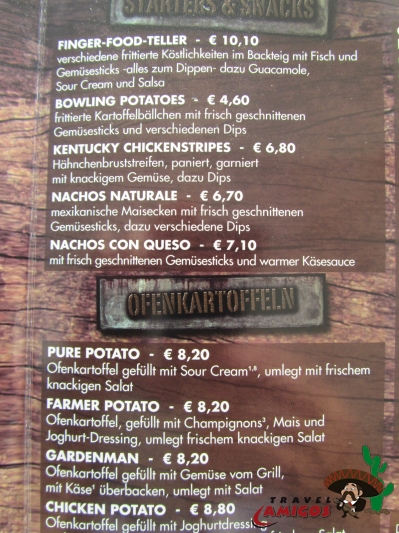 STARTERS & SNACKS
FINGER-FOOD-TELLER - € 10,10
verschiedene frittierte Köstlichkeiten im Backteig mit Fisch und
Gemüsesticks -alles zum Dippen- dazu Guacamole,
Sour Cream und Salsa
BOWLING POTATOES - € 4,60
frittierte Kartoffelbällchen mit frisch geschnittenen
Gemüsesticks und verschiedenen Dips
KENTUCKY CHICKENSTRIPES - € 6,80
Hähnchenbruststreifen, paniert, garniert
mit knackigem Gemüse, dazu Dips
NACHOS NATURALE - € 6,70
mexikanische Maisecken mit frisch geschnittenen
Gemüsesticks, dazu verschiedene Dips
NACHOS CON QUESO - € 7,10
mit frisch geschnittenen Gemüsesticks und warmer Käsesauce
OFENKARTOFFELN
PURE POTATO - € 8,20
Ofenkartoffel gefüllt mit Sour Cream¹,⁸, umlegt mit frischem
knackigen Salat
FARMER POTATO - € 8,20
Ofenkartoffel, gefüllt mit Champignons³, Mais und
Joghurt-Dressing, umlegt frischem knackigen Salat
GARDENMAN - € 8,20
Ofenkartoffel gefüllt mit Gemüse vom Grill,
mit Käse¹ überbacken, umlegt mit Salat
CHICKEN POTATO - € 8,80
Ofenkartoffel gefüllt mit Joghurtdressing
frischem Salat
TRAVEL
AMIGOS